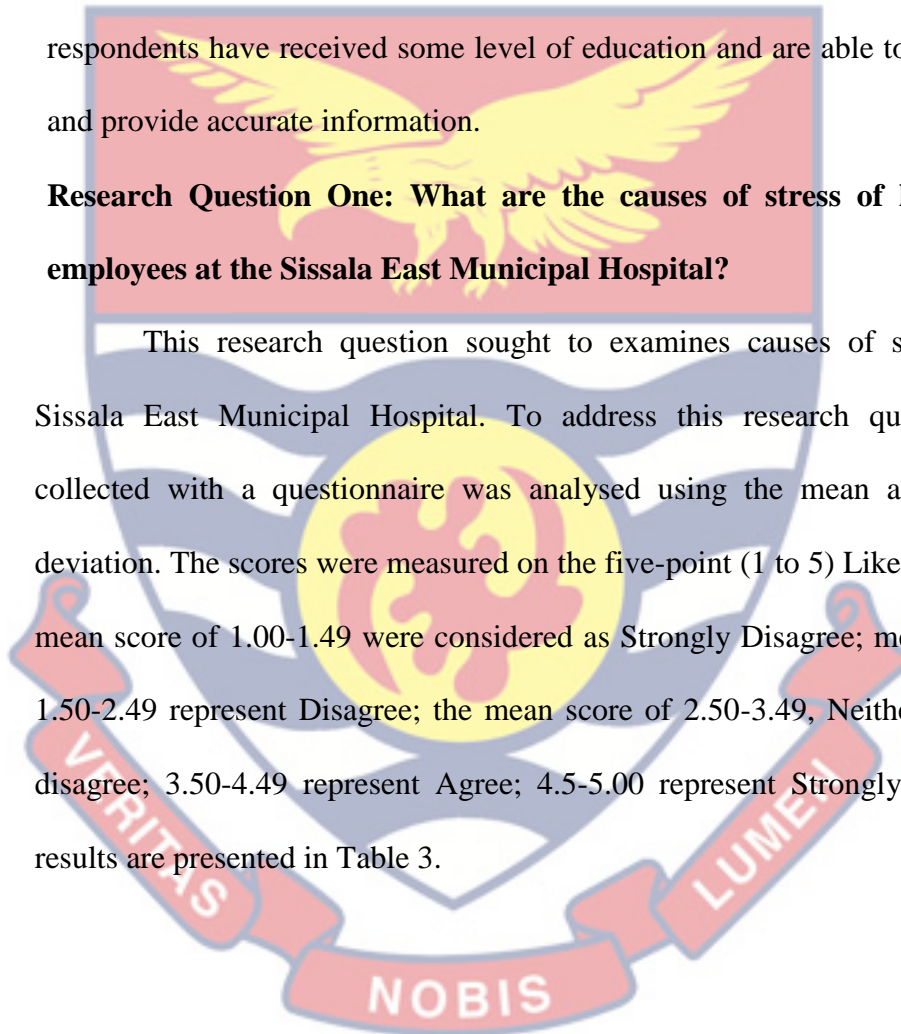 respondents have received some level of education and are able to
and provide accurate information.
Research Question One: What are the causes of stress of
employees at the Sissala East Municipal Hospital?
This research question sought to examines causes of
Sissala East Municipal Hospital. To address this research
collected with a questionnaire was analysed using the mean
deviation. The scores were measured on the five-point (1 to 5)
mean score of 1.00-1.49 were considered as Strongly Disagree;
1.50-2.49 represent Disagree; the mean score of 2.50-3.49,
disagree; 3.50-4.49 represent Agree; 4.5-5.00 represent Strongly
results are presented in Table 3.
VERITAS
NOBIS
LUMEN